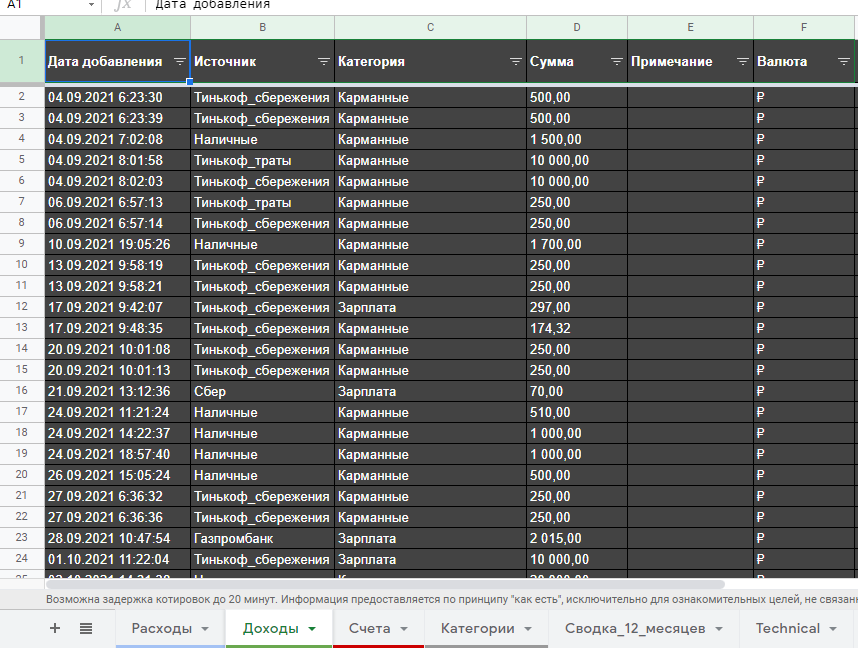 A1 fx Дата добавления
A B C D E F
1 Дата добавления Источник Категория Сумма Примечание Валюта
2 04.09.2021 6:23:30 Тинькоф_сбережения Карманные 500,00 ₽
3 04.09.2021 6:23:39 Тинькоф_сбережения Карманные 500,00 ₽
4 04.09.2021 7:02:08 Наличные Карманные 1 500,00 ₽
5 04.09.2021 8:01:58 Тинькоф_траты Карманные 10 000,00 ₽
6 04.09.2021 8:02:03 Тинькоф_сбережения Карманные 10 000,00 ₽
7 06.09.2021 6:57:13 Тинькоф_траты Карманные 250,00 ₽
8 06.09.2021 6:57:14 Тинькоф_сбережения Карманные 250,00 ₽
9 10.09.2021 19:05:26 Наличные Карманные 1 700,00 ₽
10 13.09.2021 9:58:19 Тинькоф_сбережения Карманные 250,00 ₽
11 13.09.2021 9:58:21 Тинькоф_сбережения Карманные 250,00 ₽
12 17.09.2021 9:42:07 Тинькоф_сбережения Зарплата 297,00 ₽
13 17.09.2021 9:48:35 Тинькоф_сбережения Карманные 174,32 ₽
14 20.09.2021 10:01:08 Тинькоф_сбережения Карманные 250,00 ₽
15 20.09.2021 10:01:13 Тинькоф_сбережения Карманные 250,00 ₽
16 21.09.2021 13:12:36 Сбер Зарплата 70,00 ₽
17 24.09.2021 11:21:24 Наличные Карманные 510,00 ₽
18 24.09.2021 14:22:37 Наличные Карманные 1 000,00 ₽
19 24.09.2021 18:57:40 Наличные Карманные 1 000,00 ₽
20 26.09.2021 15:05:24 Наличные Карманные 500,00 ₽
21 27.09.2021 6:36:32 Тинькоф_сбережения Карманные 250,00 ₽
22 27.09.2021 6:36:36 Тинькоф_сбережения Карманные 250,00 ₽
23 28.09.2021 10:47:54 Газпромбанк Зарплата 2 015,00 ₽
24 01.10.2021 11:22:04 Тинькоф_сбережения Зарплата 10 000,00 ₽
Возможна задержка котировок до 20 минут. Информация предоставляется по принципу "как есть", исключительно для ознакомительных целей, не связан
+ Расходы Доходы Счета Категории Сводка_12_месяцев Technical